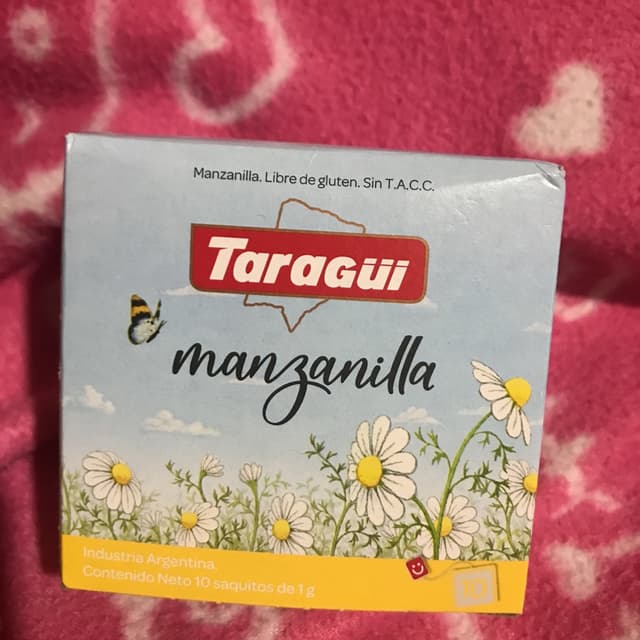 Manzanilla. Libre de gluten. Sin T.A.C.C.
Taragüi
manzanilla
Industria Argentina.
Contenido Neto 10 saquitos de 1 g